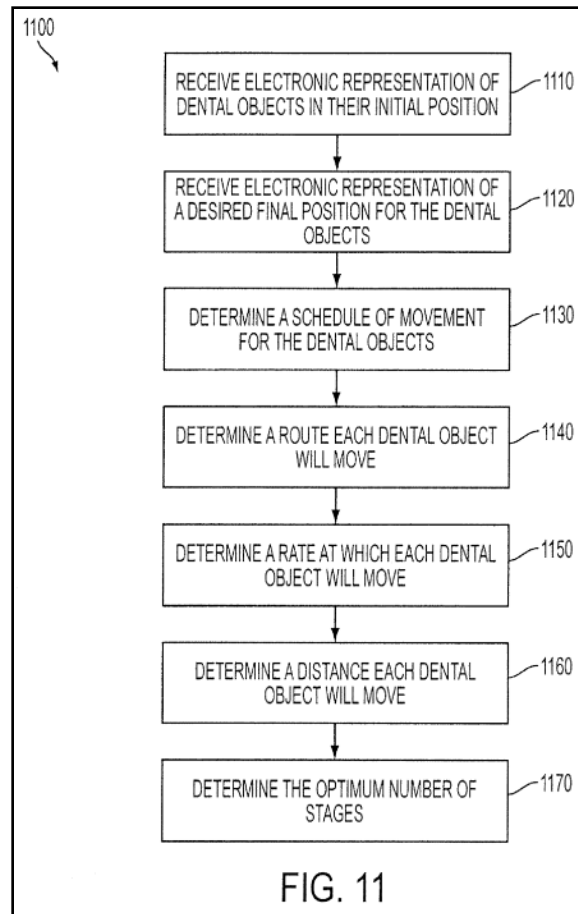 1100
RECEIVE ELECTRONIC REPRESENTATION OF
DENTAL OBJECTS IN THEIR INITIAL POSITION
1110
RECEIVE ELECTRONIC REPRESENTATION OF
A DESIRED FINAL POSITION FOR THE DENTAL
OBJECTS
1120
DETERMINE A SCHEDULE OF MOVEMENT
FOR THE DENTAL OBJECTS
1130
DETERMINE A ROUTE EACH DENTAL OBJECT
WILL MOVE
1140
DETERMINE A RATE AT WHICH EACH DENTAL
OBJECT WILL MOVE
1150
DETERMINE A DISTANCE EACH DENTAL
OBJECT WILL MOVE
1160
DETERMINE THE OPTIMUM NUMBER OF
STAGES
1170
FIG. 11